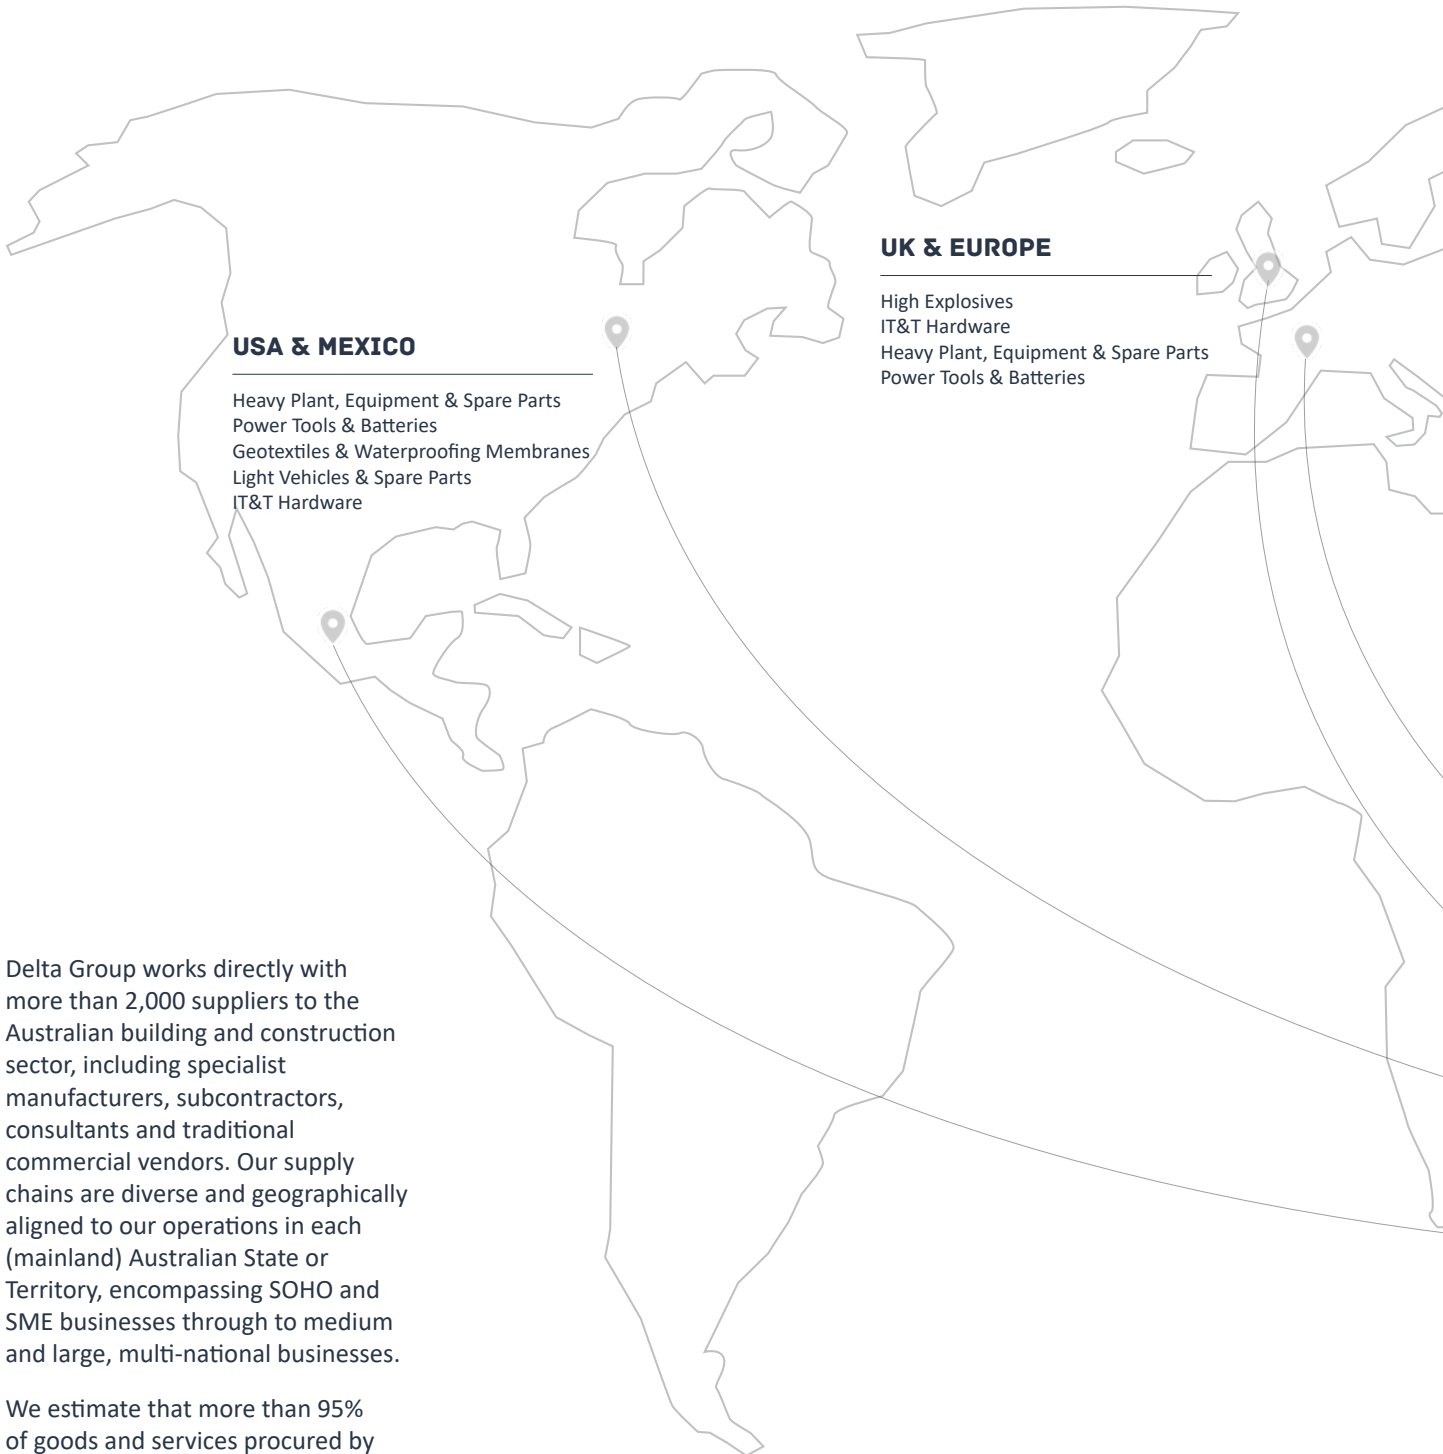 UK & EUROPE
High Explosives
IT&T Hardware
Heavy Plant, Equipment & Spare Parts
Power Tools & Batteries
USA & MEXICO
Heavy Plant, Equipment & Spare Parts
Power Tools & Batteries
Geotextiles & Waterproofing Membranes
Light Vehicles & Spare Parts
IT&T Hardware
Delta Group works directly with
more than 2,000 suppliers to the
Australian building and construction
sector, including specialist
manufacturers, subcontractors,
consultants and traditional
commercial vendors. Our supply
chains are diverse and geographically
aligned to our operations in each
(mainland) Australian State or
Territory, encompassing SOHO and
SME businesses through to medium
and large, multi-national businesses.
We estimate that more than 95%
of goods and services procured by